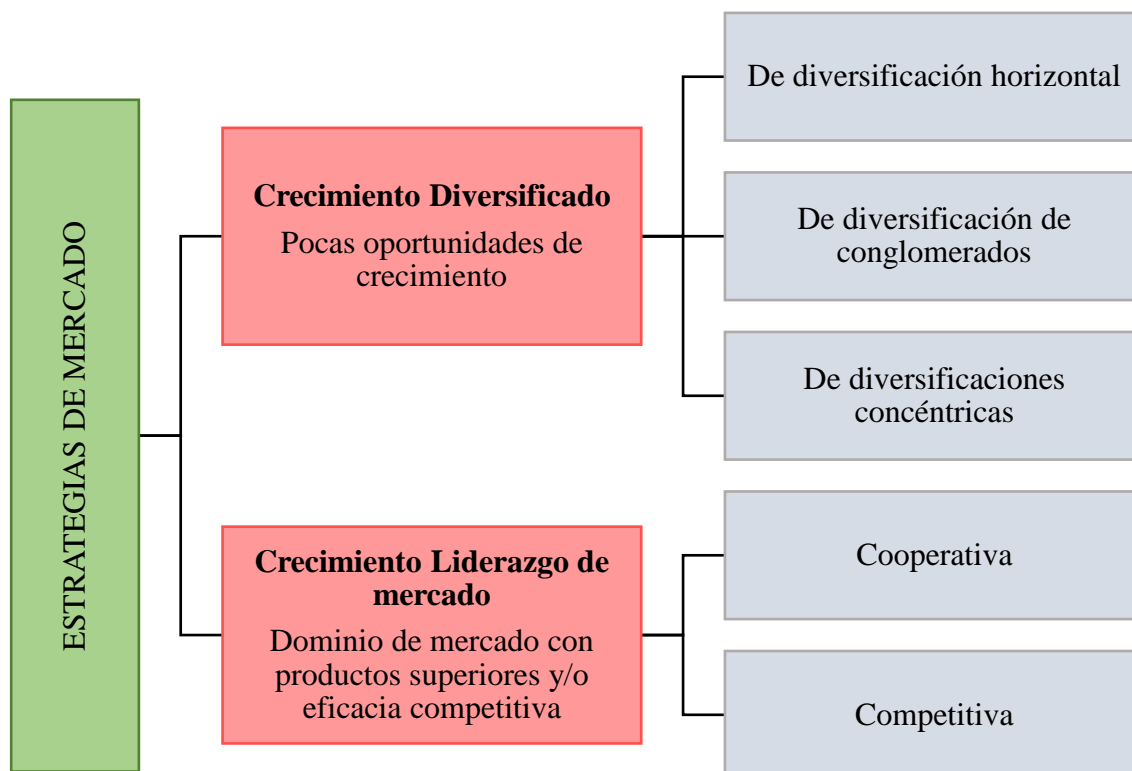 ESTRATEGIAS DE MERCADO
Crecimiento Diversificado
Pocas oportunidades de
crecimiento
De diversificación horizontal
De diversificación de
conglomerados
De diversificaciones
concéntricas
Crecimiento Liderazgo de
mercado
Dominio de mercado con
productos superiores y/o
eficacia competitiva
Cooperativa
Competitiva